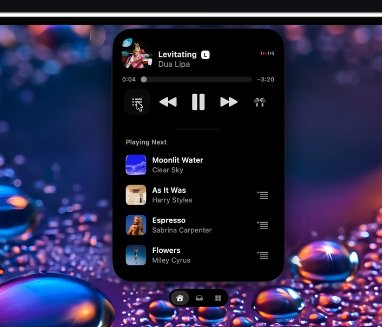 Levitating L
Dua Lipa
0:04
−3:20
Playing Next
Moonlit Water
Clear Sky
As It Was
Harry Styles
Espresso
Sabrina Carpenter
Flowers
Miley Cyrus